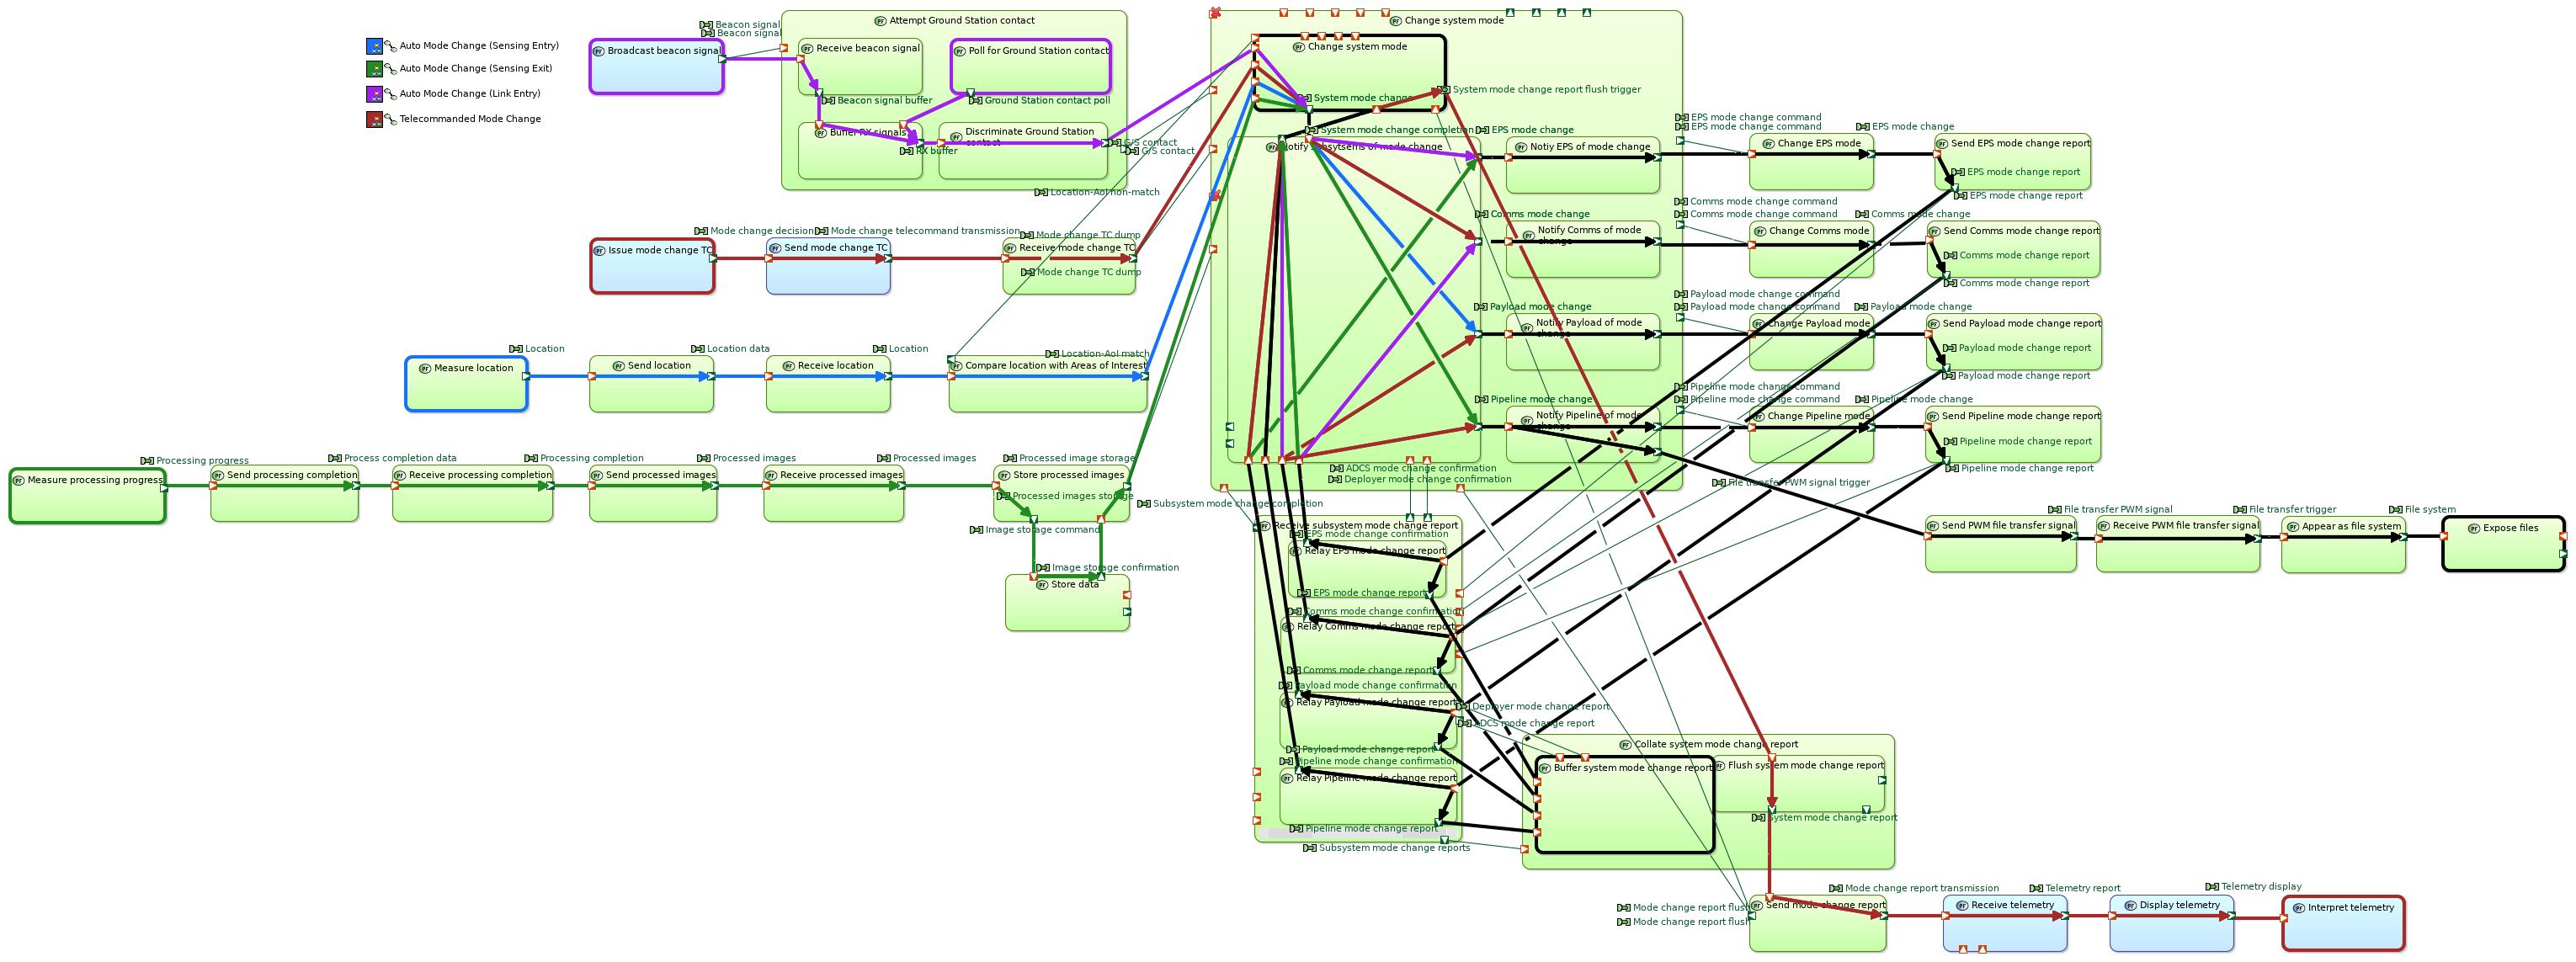 Auto Mode Change (Sensing Entry)
Auto Mode Change (Sensing Exit)
Auto Mode Change (Link Entry)
Telecommanded Mode Change
Beacon signal
Beacon signal
Broadcast beacon signal
Attempt Ground Station contact
Receive beacon signal
Poll for Ground Station contact
Beacon signal buffer
Ground Station contact poll
Buffer RX signals
Discriminate Ground Station
contact
RX buffer
G/S contact
G/S contact
Location-AoI non-match
Mode change decision
Mode change telecommand transmission
Mode change TC dump
Issue mode change TC
Send mode change TC
Receive mode change TC
Mode change TC dump
Location
Location data
Location
Location-AoI match
Measure location
Send location
Receive location
Compare location with Areas of Interest
Processing progress
Process completion data
Processing completion
Processed images
Processed images
Processed image storage
Measure processing progress
Send processing completion
Receive processing completion
Send processed images
Receive processed images
Store processed images
Processed images storage
Image storage command
Image storage confirmation
Store data
Subsystem mode change completion
Change system mode
Change system mode
System mode change
System mode change report flush trigger
System mode change completion
Notify subsytsems of mode change
EPS mode change
Notiy EPS of mode change
EPS mode change command
EPS mode change command
EPS mode change
Change EPS mode
Send EPS mode change report
EPS mode change report
EPS mode change report
Comms mode change
Notify Comms of mode
change
Comms mode change command
Comms mode change command
Comms mode change
Change Comms mode
Send Comms mode change report
Comms mode change report
Comms mode change report
Payload mode change
Notify Payload of mode
change
Payload mode change command
Payload mode change command
Payload mode change
Change Payload mode
Send Payload mode change report
Payload mode change report
Payload mode change report
Pipeline mode change
Notify Pipeline of mode
change
Pipeline mode change command
Pipeline mode change command
Pipeline mode change
Change Pipeline mode
Send Pipeline mode change report
Pipeline mode change report
Pipeline mode change report
ADCS mode change confirmation
Deployer mode change confirmation
File transfer PWM signal trigger
File transfer PWM signal
File transfer trigger
File system
Send PWM file transfer signal
Receive PWM file transfer signal
Appear as file system
Expose files
Receive subsystem mode change report
EPS mode change confirmation
Relay EPS mode change report
EPS mode change report
Comms mode change confirmation
Relay Comms mode change report
Comms mode change report
Payload mode change confirmation
Relay Payload mode change report
Payload mode change report
Pipeline mode change confirmation
Relay Pipeline mode change report
Pipeline mode change report
Subsystem mode change reports
Deployer mode change report
ADCS mode change report
Collate system mode change report
Buffer system mode change report
Flush system mode change report
System mode change report
Mode change report flush
Mode change report flush
Mode change report transmission
Telemetry report
Telemetry display
Send mode change report
Receive telemetry
Display telemetry
Interpret telemetry